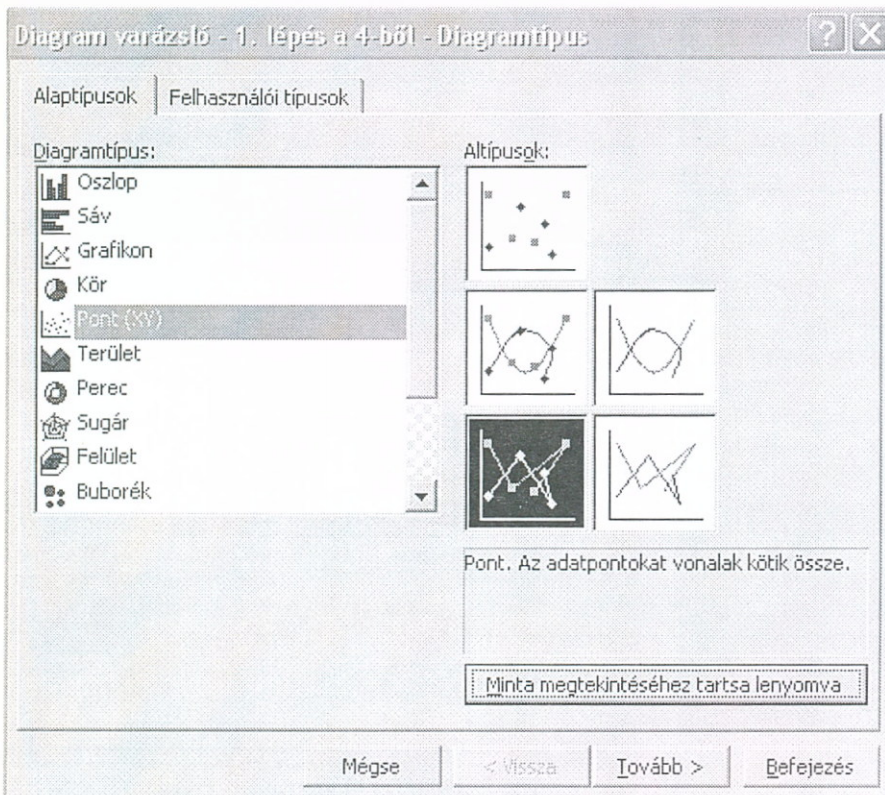 Diagram varázsló - 1. lépés a 4-ből - Diagramtípus
Alaptípusok
Felhasználói típusok
Diagramtípus:
Oszlop
Sáv
Grafikon
Kör
Pont (XY)
Terület
Perec
Sugár
Felület
Buborék
Altípusok:
Pont. Az adatpontokat vonalak kötik össze.
Minta megtekintéséhez tartsa lenyomva
Mégse
< Vissza
Tovább >
Befejezés